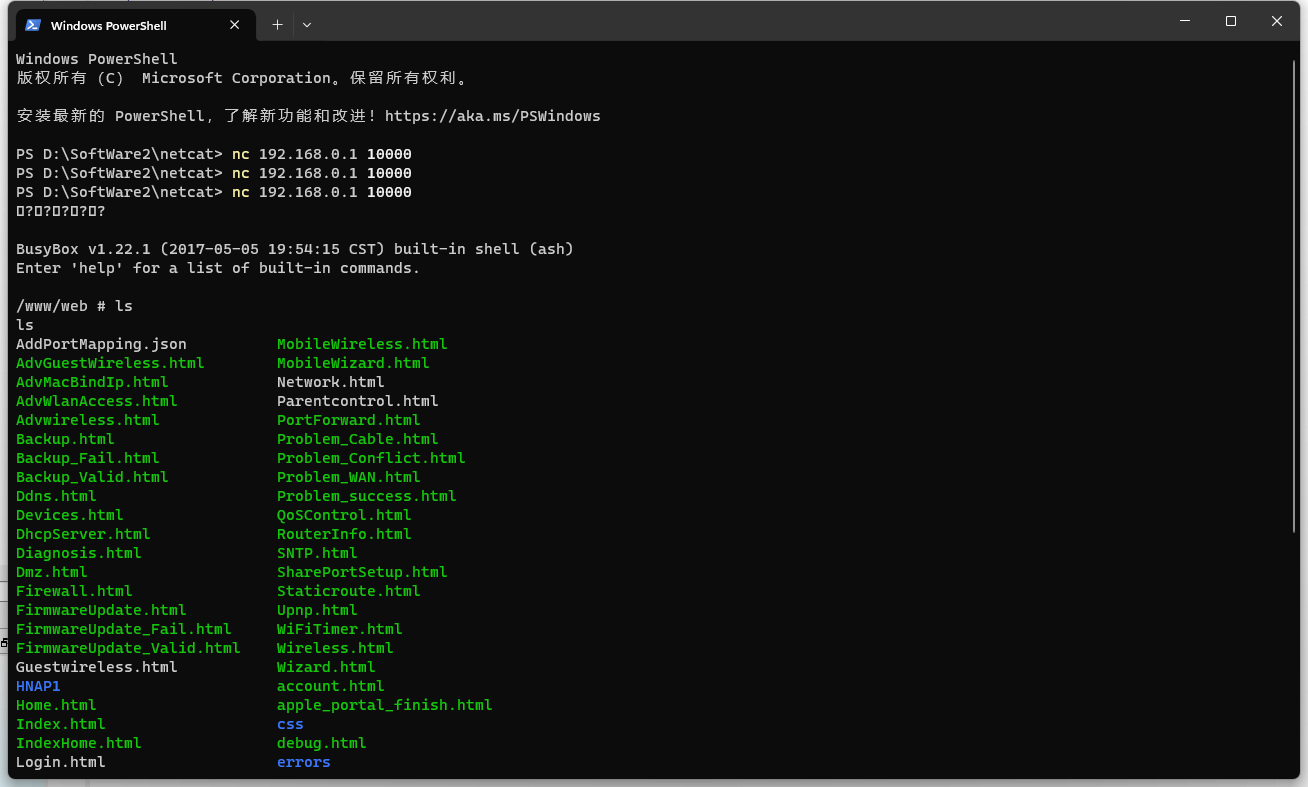 Windows PowerShell
Windows PowerShell
版权所有 (C) Microsoft Corporation。保留所有权利。
安装最新的 PowerShell，了解新功能和改进！https://aka.ms/PSWindows
PS D:\SoftWare2\netcat> nc 192.168.0.1 10000
PS D:\SoftWare2\netcat> nc 192.168.0.1 10000
PS D:\SoftWare2\netcat> nc 192.168.0.1 10000
▯?▯?▯?▯?▯?
BusyBox v1.22.1 (2017-05-05 19:54:15 CST) built-in shell (ash)
Enter 'help' for a list of built-in commands.
/www/web # ls
ls
AddPortMapping.json MobileWireless.html
AdvGuestWireless.html MobileWizard.html
AdvMacBindIp.html Network.html
AdvWlanAccess.html Parentcontrol.html
Advwireless.html PortForward.html
Backup.html Problem_Cable.html
Backup_Fail.html Problem_Conflict.html
Backup_Valid.html Problem_WAN.html
Ddns.html Problem_success.html
Devices.html QoSControl.html
DhcpServer.html RouterInfo.html
Diagnosis.html SNTP.html
Dmz.html SharePortSetup.html
Firewall.html Staticroute.html
FirmwareUpdate.html Upnp.html
FirmwareUpdate_Fail.html WiFiTimer.html
FirmwareUpdate_Valid.html Wireless.html
Guestwireless.html Wizard.html
HNAP1 account.html
Home.html apple_portal_finish.html
Index.html css
IndexHome.html debug.html
Login.html errors